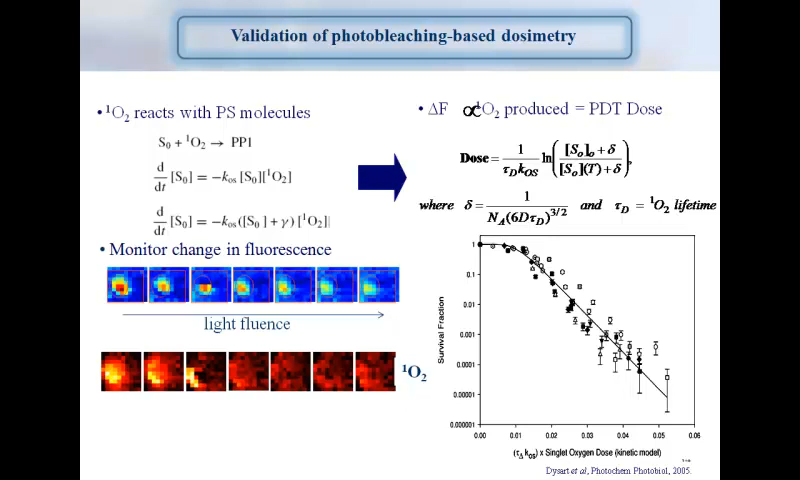 Validation of photobleaching-based dosimetry
• ¹O₂ reacts with PS molecules
S₀ + ¹O₂ → PP1
d/dt [S₀] = −k_os [S₀][¹O₂]
d/dt [S₀] = −k_os([S₀] + γ) [¹O₂]
• Monitor change in fluorescence
light fluence
¹O₂
• ΔF ∝ ¹O₂ produced = PDT Dose
Dose = 1/(τ_D k_OS) ln( ([S_o]_o + δ) / ([S_o](T) + δ) ),
where δ = 1/(N_A(6Dτ_D)^3/2) and τ_D = ¹O₂ lifetime
Survival Fraction
1
0.1
0.01
0.001
0.0001
0.00001
0.000001
0.00 0.01 0.02 0.03 0.04 0.05 0.06
(τ_Δ k_os) x Singlet Oxygen Dose (kinetic model)
Dysart et al, Photochem Photobiol, 2005.